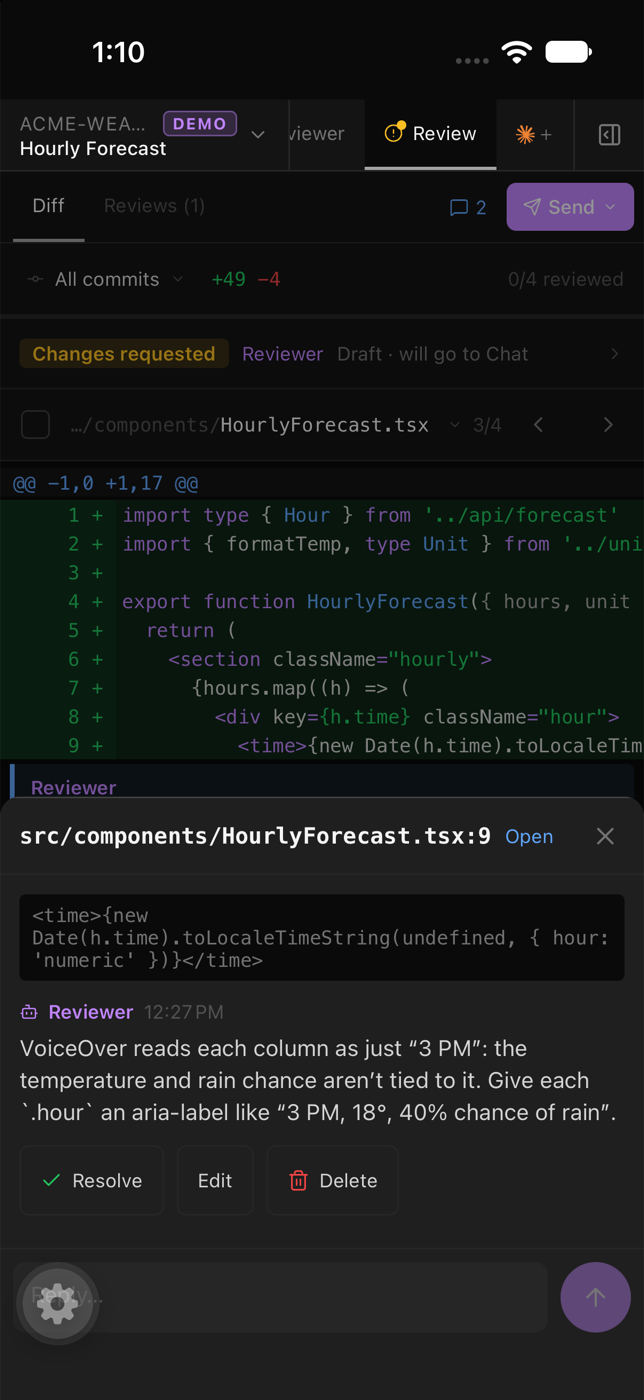 1:10
ACME-WEA... DEMO
Hourly Forecast
viewer
Review
+
Diff
Reviews (1)
2
Send
All commits
+49 −4
0/4 reviewed
Changes requested Reviewer Draft · will go to Chat
…/components/HourlyForecast.tsx 3/4
@@ −1,0 +1,17 @@
1 + import type { Hour } from '../api/forecast'
2 + import { formatTemp, type Unit } from '../uni
3 +
4 + export function HourlyForecast({ hours, unit
5 + return (
6 + <section className="hourly">
7 + {hours.map((h) => (
8 + <div key={h.time} className="hour">
9 + <time>{new Date(h.time).toLocaleTim
Reviewer
src/components/HourlyForecast.tsx:9 Open
<time>{new
Date(h.time).toLocaleTimeString(undefined, { hour:
'numeric' })}</time>
Reviewer 12:27 PM
VoiceOver reads each column as just “3 PM”: the
temperature and rain chance aren’t tied to it. Give each
`.hour` an aria-label like “3 PM, 18°, 40% chance of rain”.
Resolve
Edit
Delete
Reply...